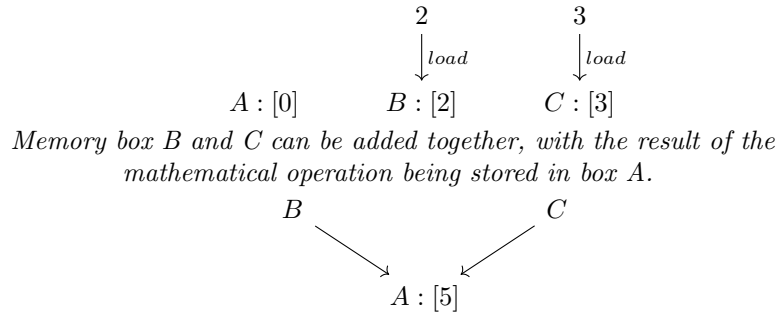 2 3
load load
A : [0] B : [2] C : [3]
Memory box B and C can be added together, with the result of the
mathematical operation being stored in box A.
B C
A : [5]